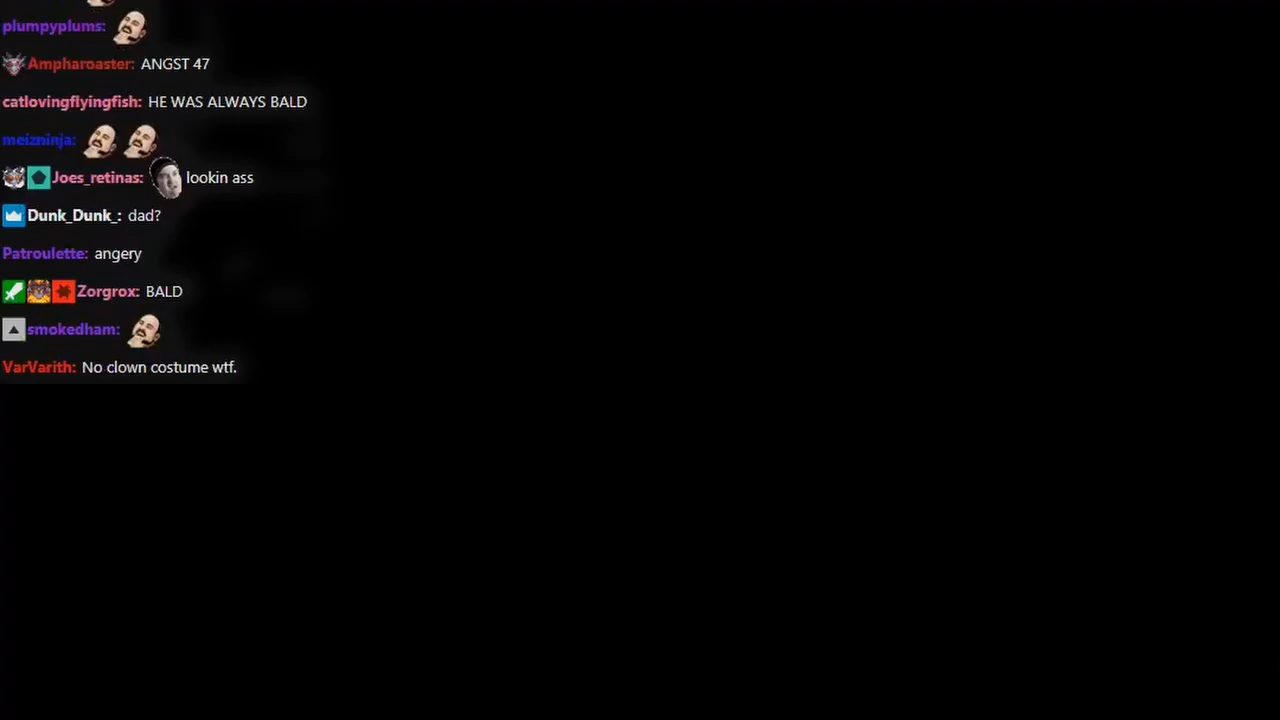 plumpyplums:
Ampharoaster: ANGST 47
catlovingflyingfish: HE WAS ALWAYS BALD
meizninja:
Joes_retinas: lookin ass
Dunk_Dunk_: dad?
Patroulette: angery
Zorgrox: BALD
smokedham:
VarVarith: No clown costume wtf.